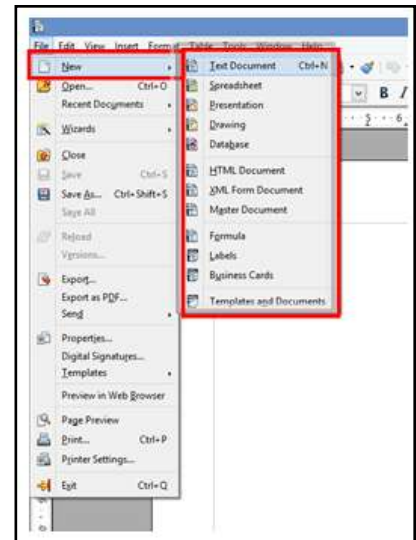 File Edit View Insert Format Table Tools Window Help
New
Open... Ctrl+O
Recent Documents
Wizards
Close
Save Ctrl+S
Save As... Ctrl+Shift+S
Save All
Reload
Versions...
Export...
Export as PDF...
Send
Properties...
Digital Signatures...
Templates
Preview in Web Browser
Page Preview
Print... Ctrl+P
Printer Settings...
Exit Ctrl+Q
Text Document Ctrl+N
Spreadsheet
Presentation
Drawing
Database
HTML Document
XML Form Document
Master Document
Formula
Labels
Business Cards
Templates and Documents
B I
5 6